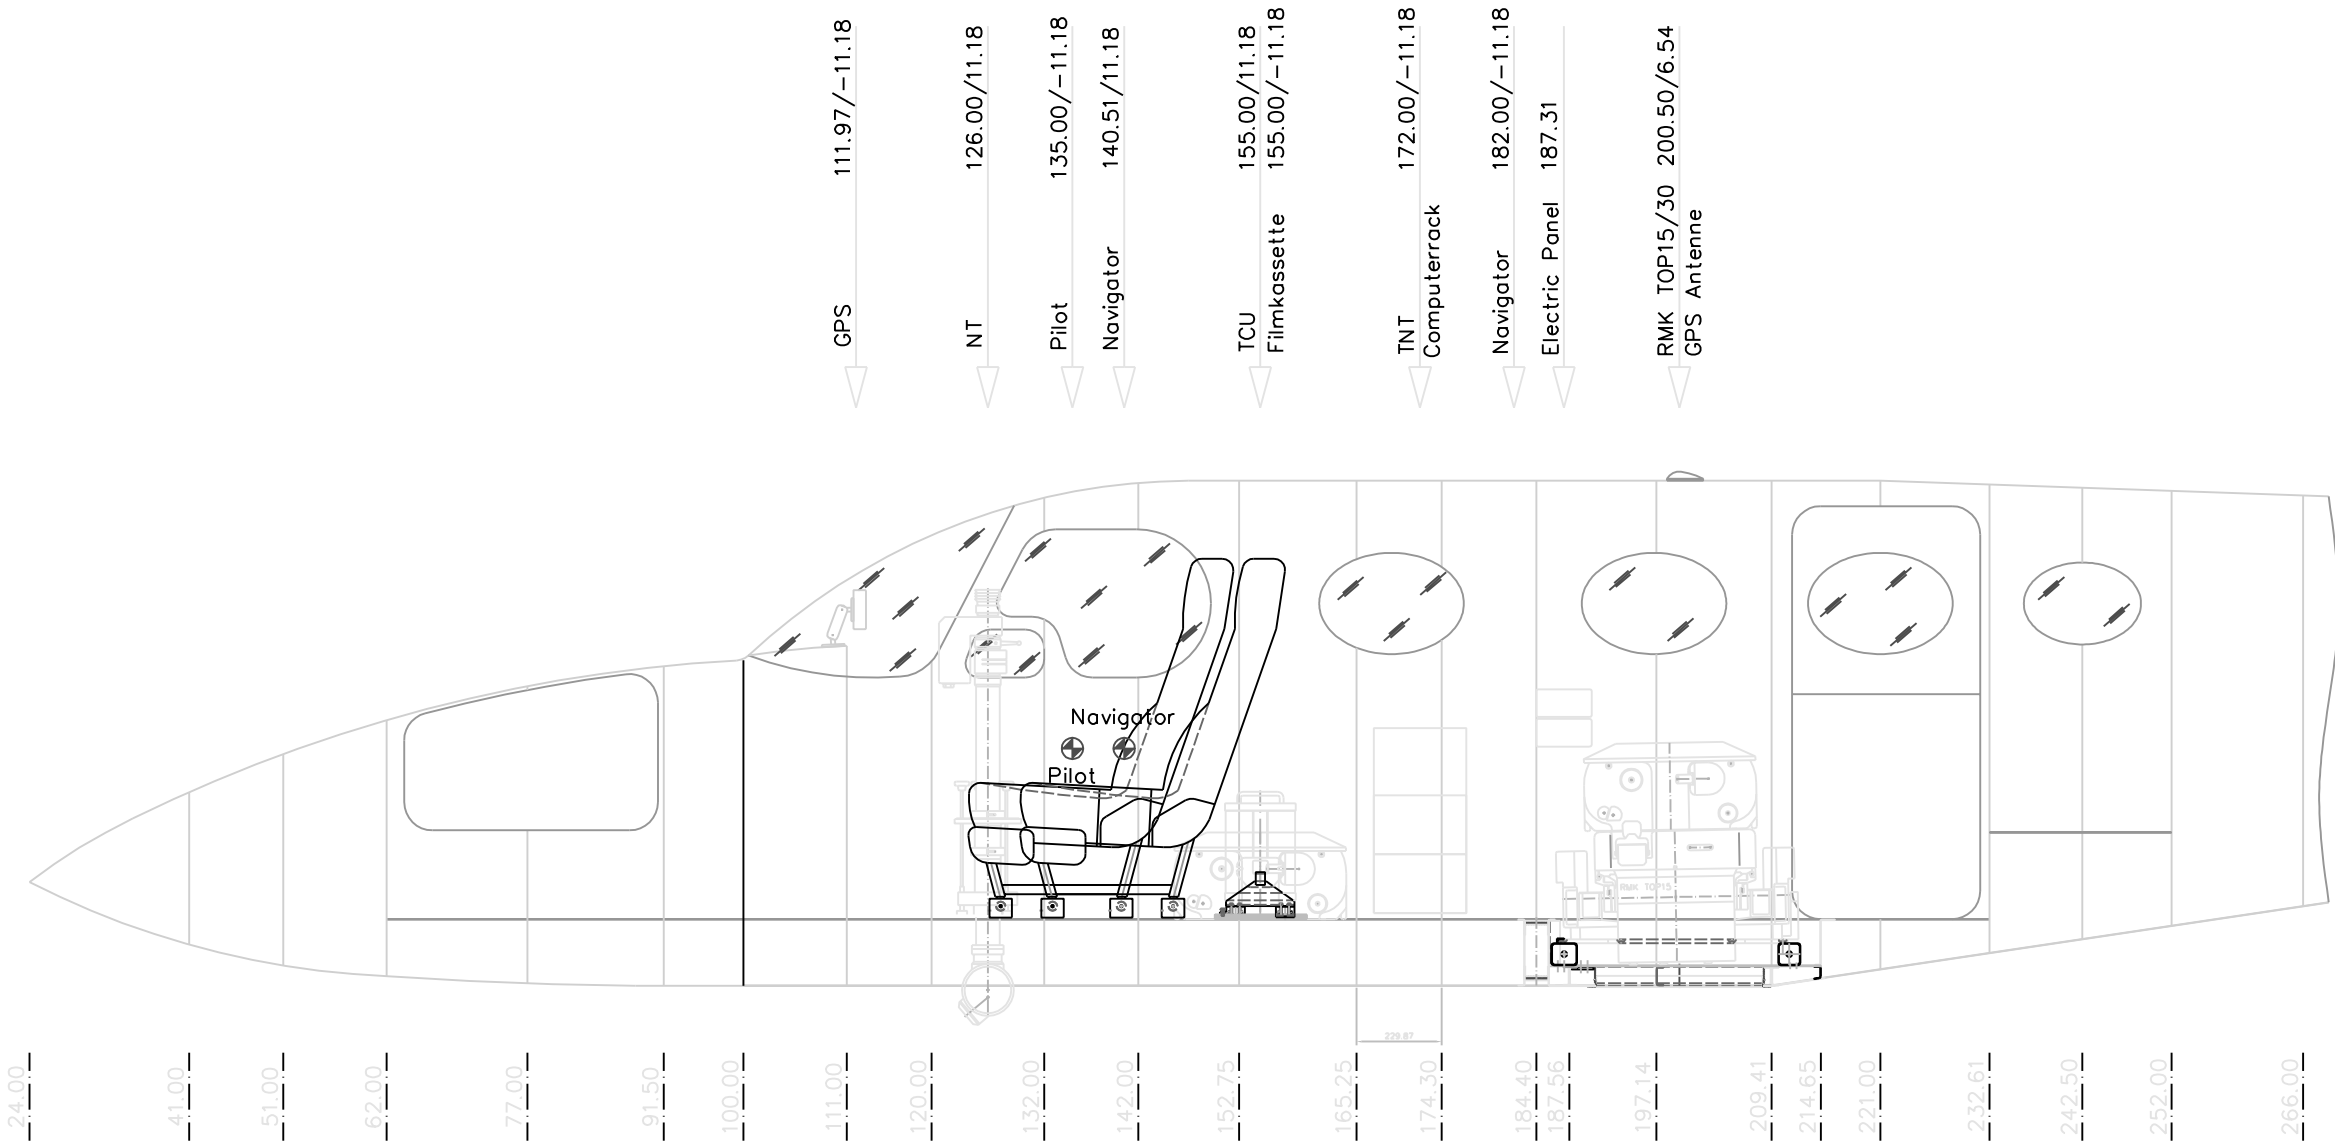 GPS 111.97/-11.18
NT 126.00/11.18
Pilot 135.00/-11.18
Navigator 140.51/11.18
TCU 155.00/11.18
Filmkassette 155.00/-11.18
TNT 172.00/-11.18
Computerrack
Navigator 182.00/-11.18
Electric Panel 187.31
RMK TOP15/30 200.50/6.54
GPS Antenne
Navigator
Pilot
RMK TOP15
229.87
24.00
41.00
51.00
62.00
77.00
91.50
100.00
111.00
120.00
132.00
142.00
152.75
165.25
174.30
184.40
187.56
197.14
209.41
214.65
221.00
232.61
242.50
252.00
266.00